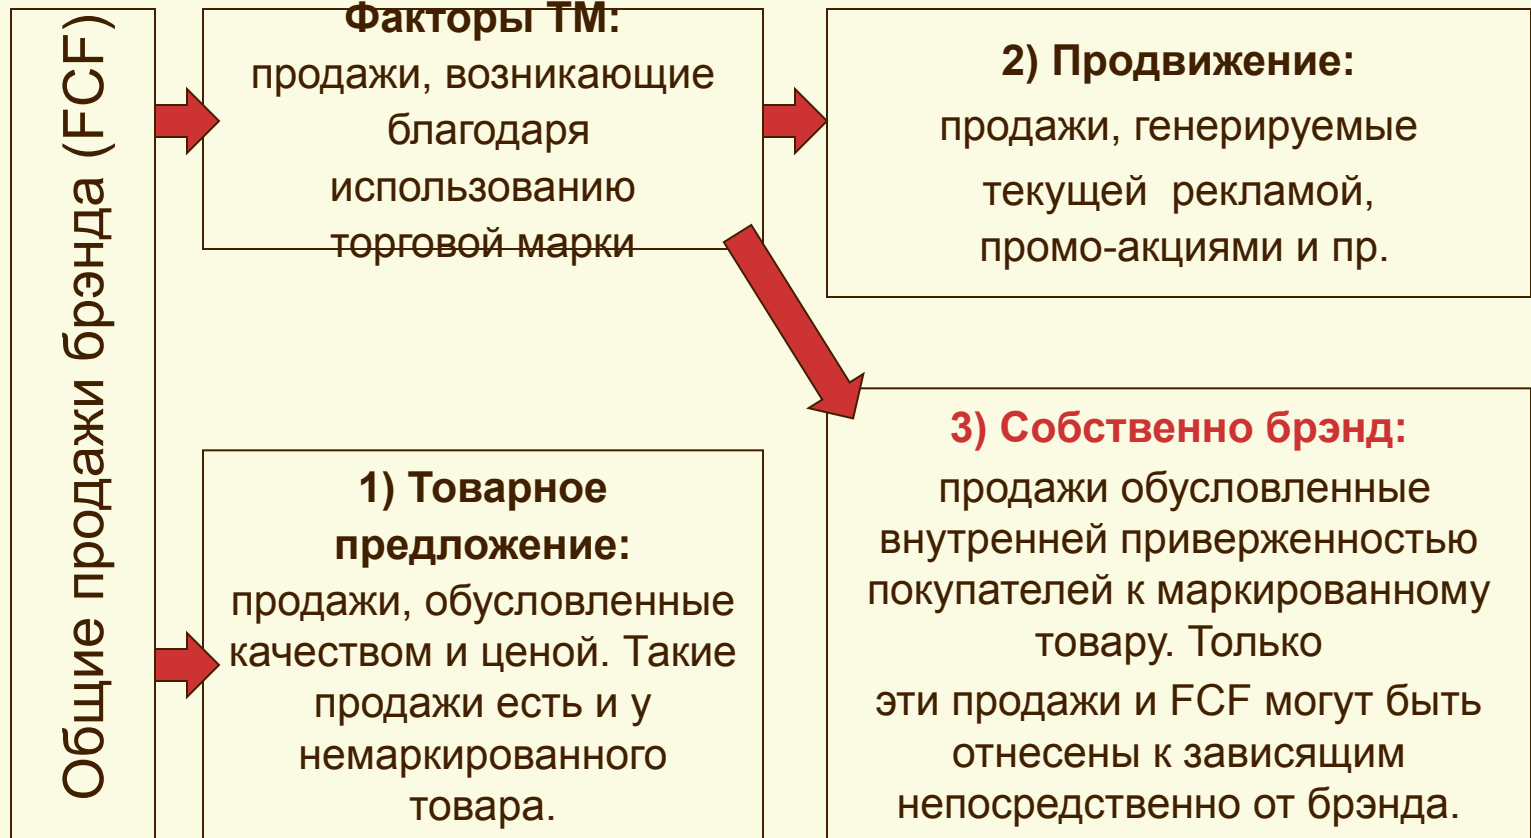 Общие продажи брэнда (FCF)
Факторы ТМ:
продажи, возникающие
благодаря
использованию
торговой марки
2) Продвижение:
продажи, генерируемые
текущей рекламой,
промо-акциями и пр.
1) Товарное
предложение:
продажи, обусловленные
качеством и ценой. Такие
продажи есть и у
немаркированного
товара.
3) Собственно брэнд:
продажи обусловленные
внутренней приверженностью
покупателей к маркированному
товару. Только
эти продажи и FCF могут быть
отнесены к зависящим
непосредственно от брэнда.